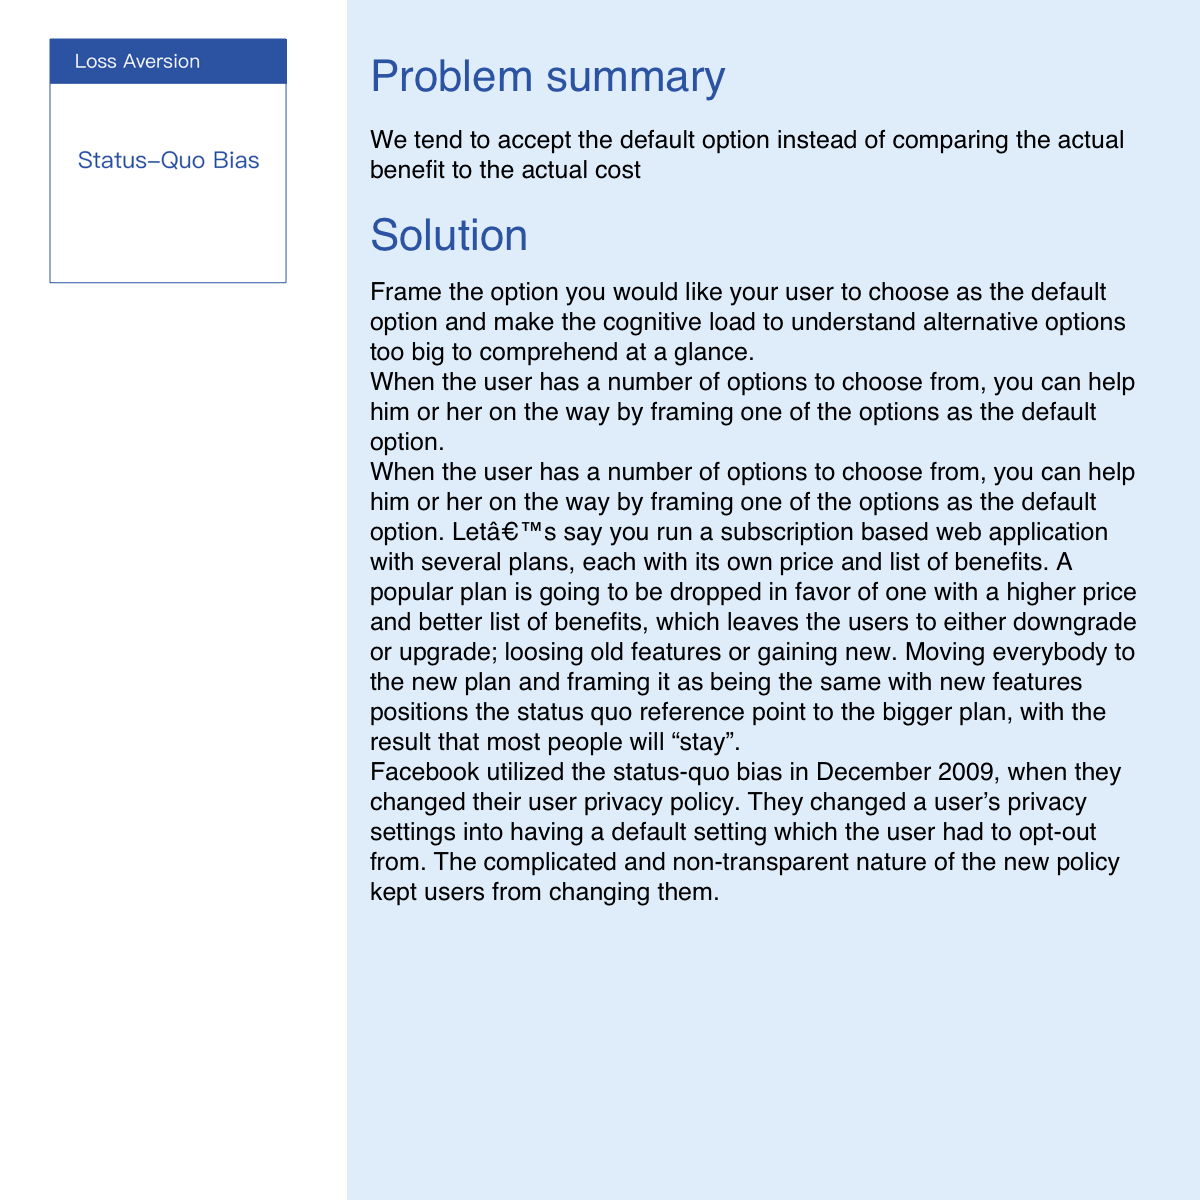 Loss Aversion
Status–Quo Bias
Problem summary
We tend to accept the default option instead of comparing the actual
benefit to the actual cost
Solution
Frame the option you would like your user to choose as the default
option and make the cognitive load to understand alternative options
too big to comprehend at a glance.
When the user has a number of options to choose from, you can help
him or her on the way by framing one of the options as the default
option.
When the user has a number of options to choose from, you can help
him or her on the way by framing one of the options as the default
option. Letâ€™s say you run a subscription based web application
with several plans, each with its own price and list of benefits. A
popular plan is going to be dropped in favor of one with a higher price
and better list of benefits, which leaves the users to either downgrade
or upgrade; loosing old features or gaining new. Moving everybody to
the new plan and framing it as being the same with new features
positions the status quo reference point to the bigger plan, with the
result that most people will “stay”.
Facebook utilized the status-quo bias in December 2009, when they
changed their user privacy policy. They changed a user’s privacy
settings into having a default setting which the user had to opt-out
from. The complicated and non-transparent nature of the new policy
kept users from changing them.